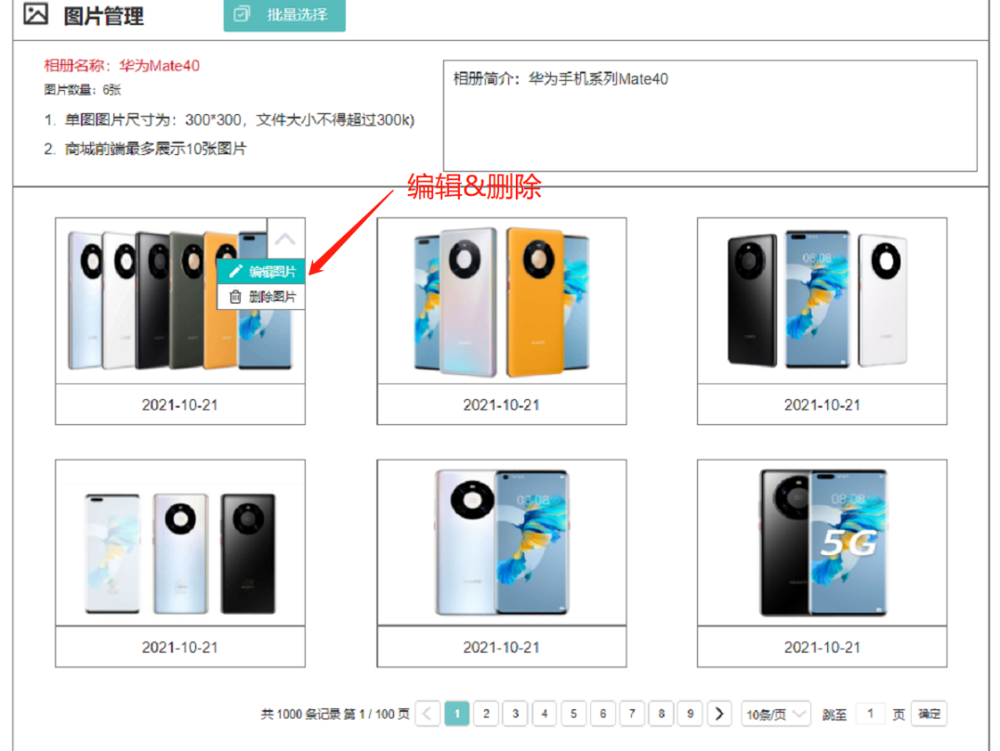 图片管理
批量选择
相册名称：华为Mate40
图片数量：6张
1. 单图图片尺寸为：300*300，文件大小不得超过300k)
2. 商城前端最多展示10张图片
相册简介：华为手机系列Mate40
编辑&删除
编辑图片
删除图片
08:08
2021-10-21
2021-10-21
2021-10-21
08:08
08:08
5G
2021-10-21
2021-10-21
2021-10-21
共 1000 条记录 第 1 / 100 页 < 1 2 3 4 5 6 7 8 9 > 10条/页 跳至 1 页 确定